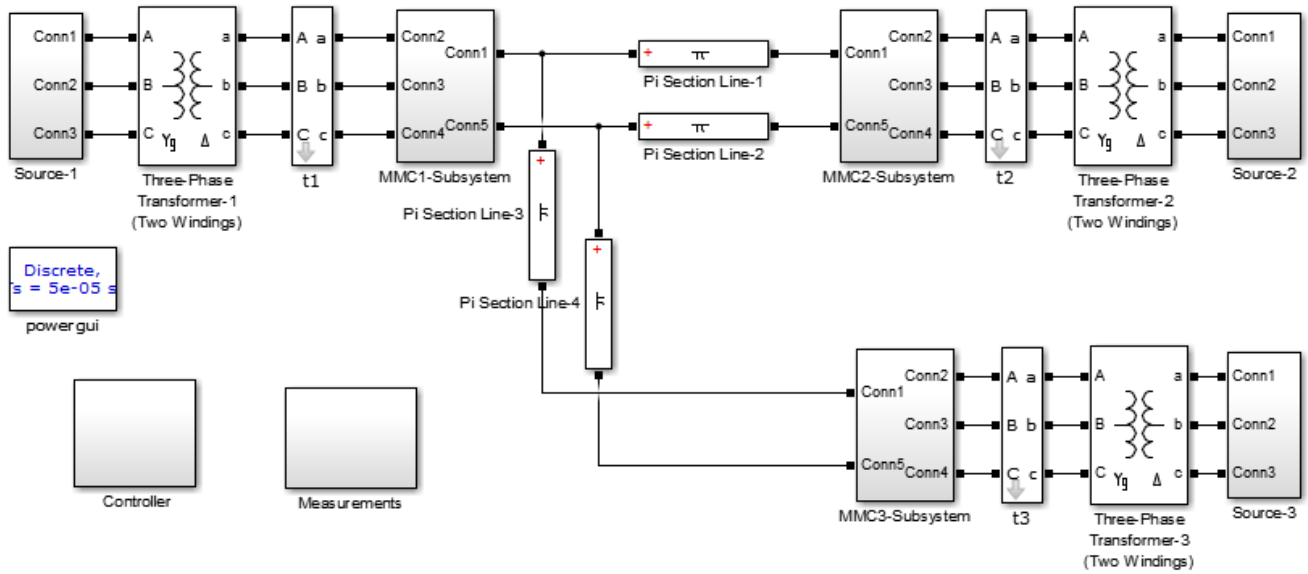 Conn1
Conn2
Conn3
Source-1
A
B
C
a
b
c
Yg
Δ
Three-Phase
Transformer-1
(Two Windings)
A a
B b
C c
t1
Conn2
Conn1
Conn3
Conn5
Conn4
MMC1-Subsystem
+ π
Pi Section Line-1
+ π
Pi Section Line-2
+
π
Pi Section Line-3
+
π
Pi Section Line-4
Conn2
Conn1
Conn3
Conn5
Conn4
MMC2-Subsystem
A a
B b
C c
t2
A
B
C
a
b
c
Yg
Δ
Three-Phase
Transformer-2
(Two Windings)
Conn1
Conn2
Conn3
Source-2
Discrete,
s = 5e-05 s
powergui
Controller
Measurements
Conn2
Conn1
Conn3
Conn5
Conn4
MMC3-Subsystem
A a
B b
C c
t3
A
B
C
a
b
c
Yg
Δ
Three-Phase
Transformer-3
(Two Windings)
Conn1
Conn2
Conn3
Source-3